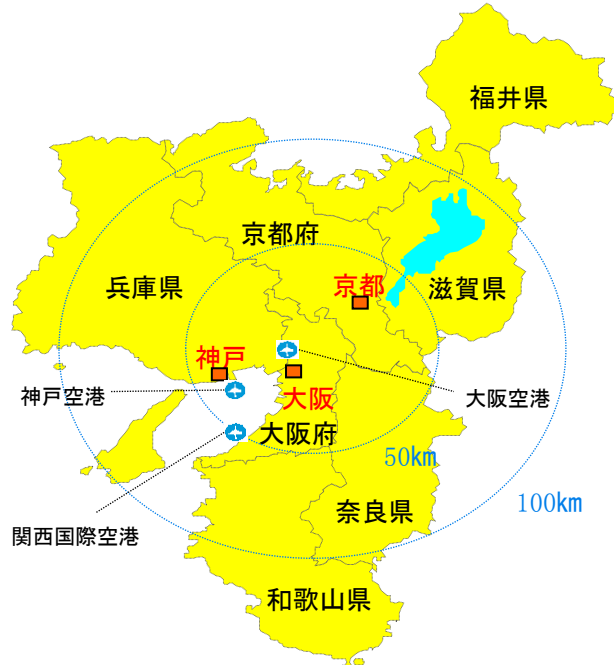 福井県
京都府
兵庫県
京都
滋賀県
神戸
神戸空港
大阪
大阪空港
大阪府
50km
100km
奈良県
関西国際空港
和歌山県